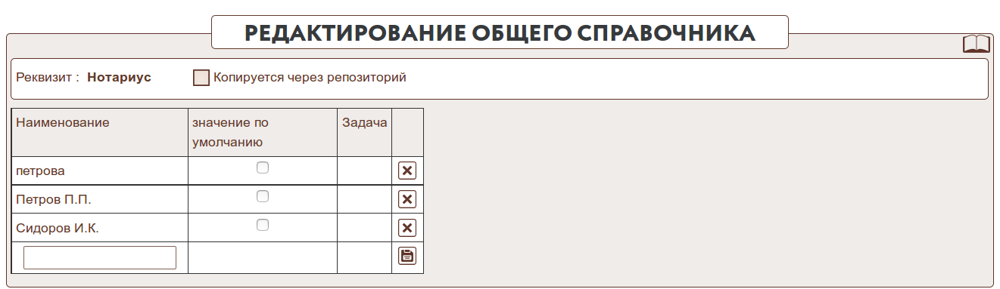 РЕДАКТИРОВАНИЕ ОБЩЕГО СПРАВОЧНИКА
Реквизит : Нотариус Копируется через репозиторий
Наименование значение по умолчанию Задача
петрова
Петров П.П.
Сидоров И.К.